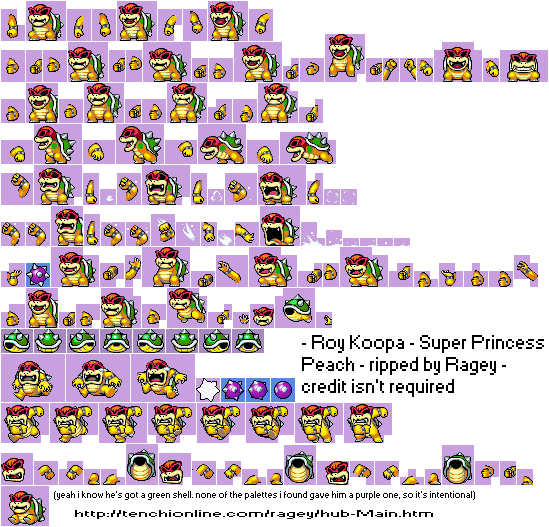 - Roy Koopa - Super Princess
Peach - ripped by Ragey -
credit isn't required
(yeah i know he's got a green shell. none of the palettes i found gave him a purple one, so it's intentional)
http://tenchionline.com/ragey/hub-Main.htm